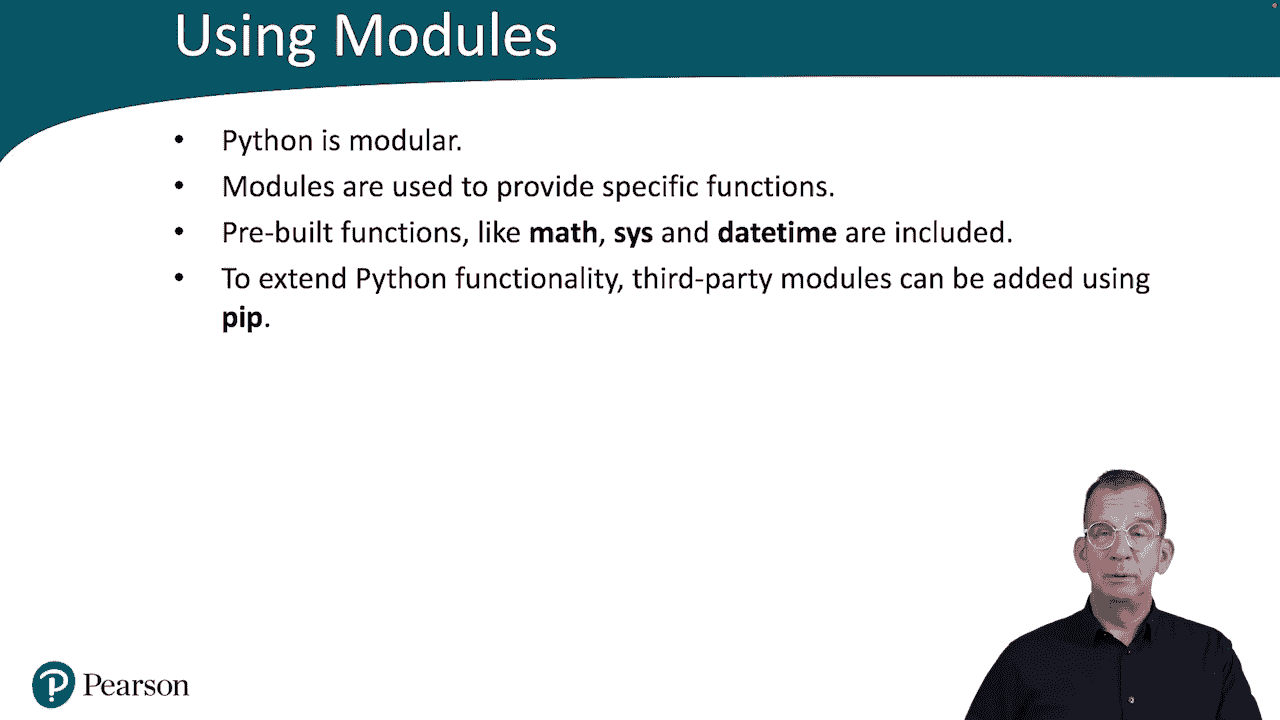 Using Modules
• Python is modular.
• Modules are used to provide specific functions.
• Pre-built functions, like math, sys and datetime are included.
• To extend Python functionality, third-party modules can be added using
pip.
Pearson